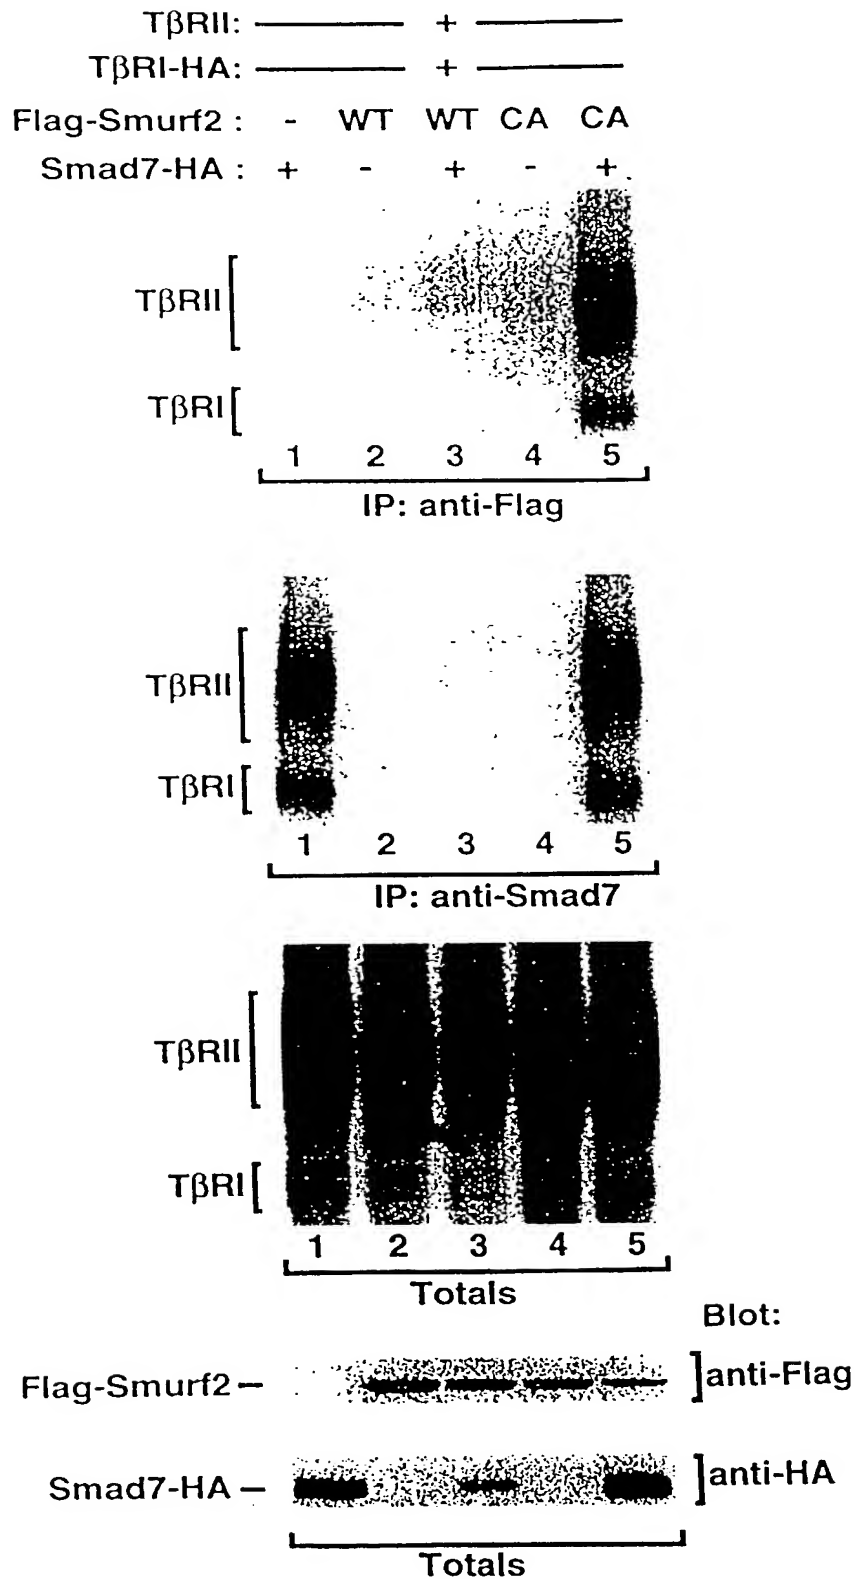 TβRII: +
TβRI-HA: +
Flag-Smurf2 : - WT WT CA CA
Smad7-HA : + - + - +
TβRII
TβRI
1 2 3 4 5
IP: anti-Flag
TβRII
TβRI
1 2 3 4 5
IP: anti-Smad7
TβRII
TβRI
1 2 3 4 5
Totals
Blot:
Flag-Smurf2 anti-Flag
Smad7-HA anti-HA
Totals